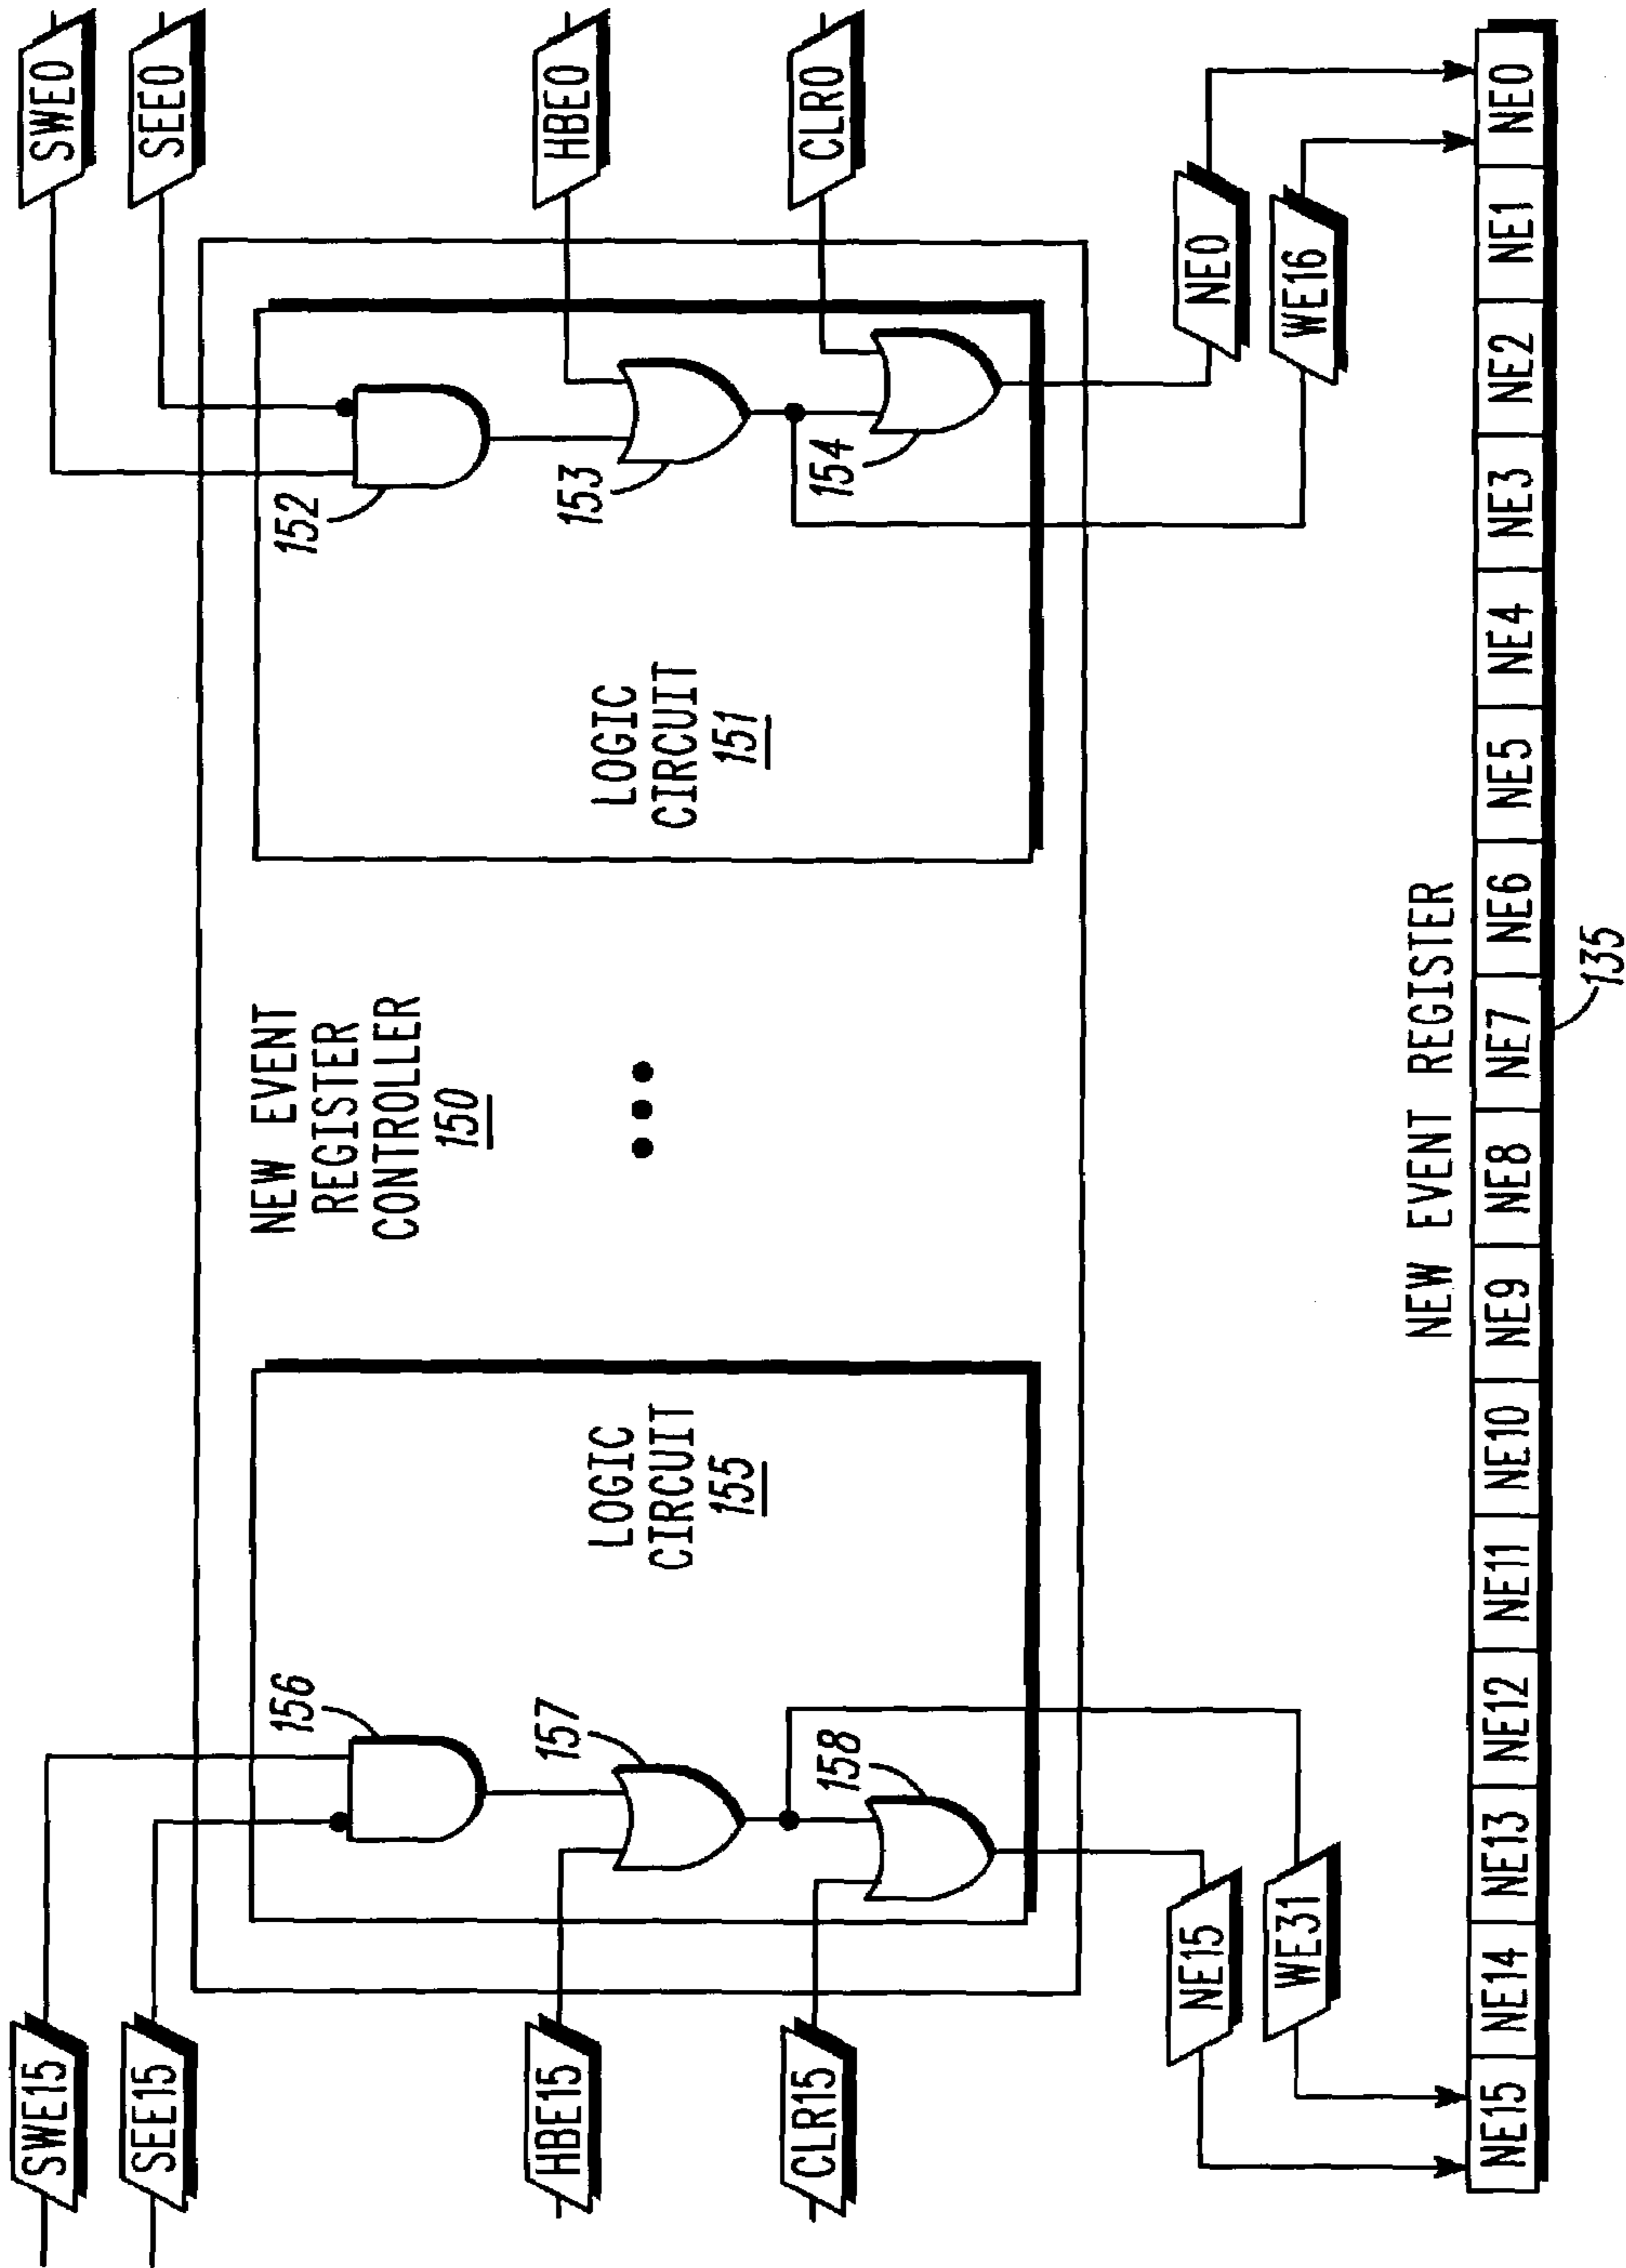 SWE15
SWE0
SEE15
SEE0
NEW EVENT
REGISTER
CONTROLLER
150
156
152
HBE15
HBE0
157
153
LOGIC
CIRCUIT
155
LOGIC
CIRCUIT
151
CLR15
CLR0
158
154
NE15
NE0
WE31
WE16
NEW EVENT REGISTER
NE15 NE14 NE13 NE12 NE11 NE10 NE9 NE8 NE7 NE6 NE5 NE4 NE3 NE2 NE1 NE0
135